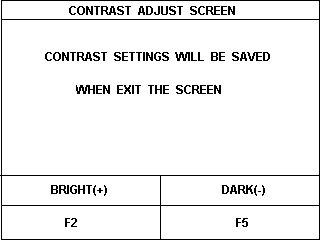 CONTRAST ADJUST SCREEN
CONTRAST SETTINGS WILL BE SAVED
WHEN EXIT THE SCREEN
BRIGHT(+) DARK(-)
F2 F5